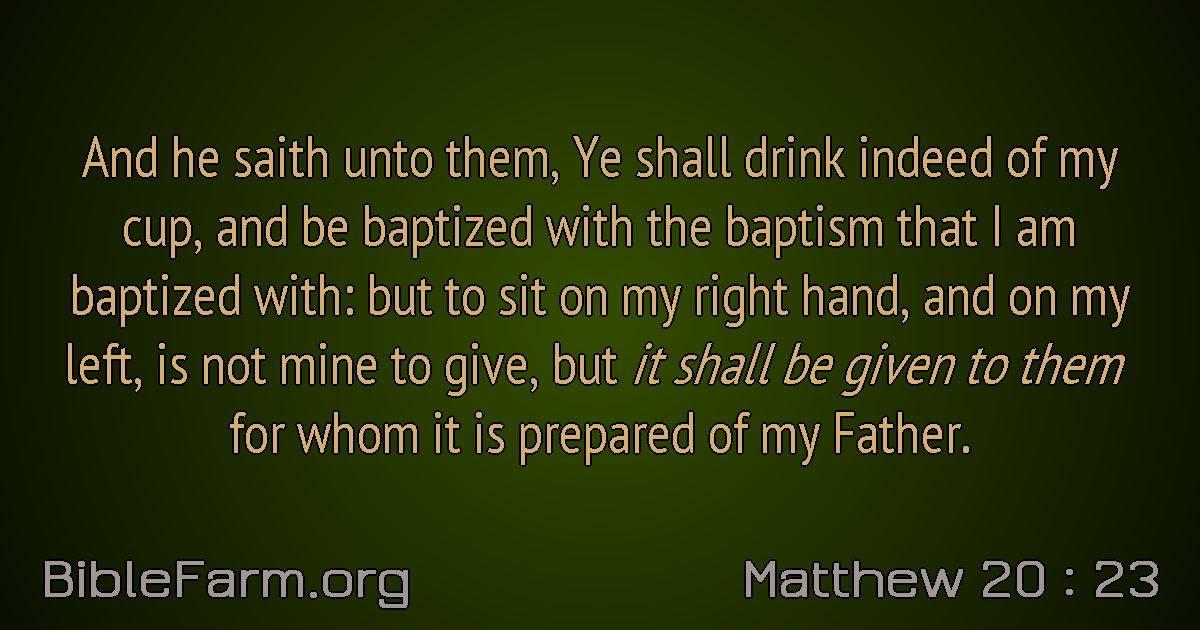 And he saith unto them, Ye shall drink indeed of my
cup, and be baptized with the baptism that I am
baptized with: but to sit on my right hand, and on my
left, is not mine to give, but it shall be given to them
for whom it is prepared of my Father.
BibleFarm.org
Matthew 20 : 23